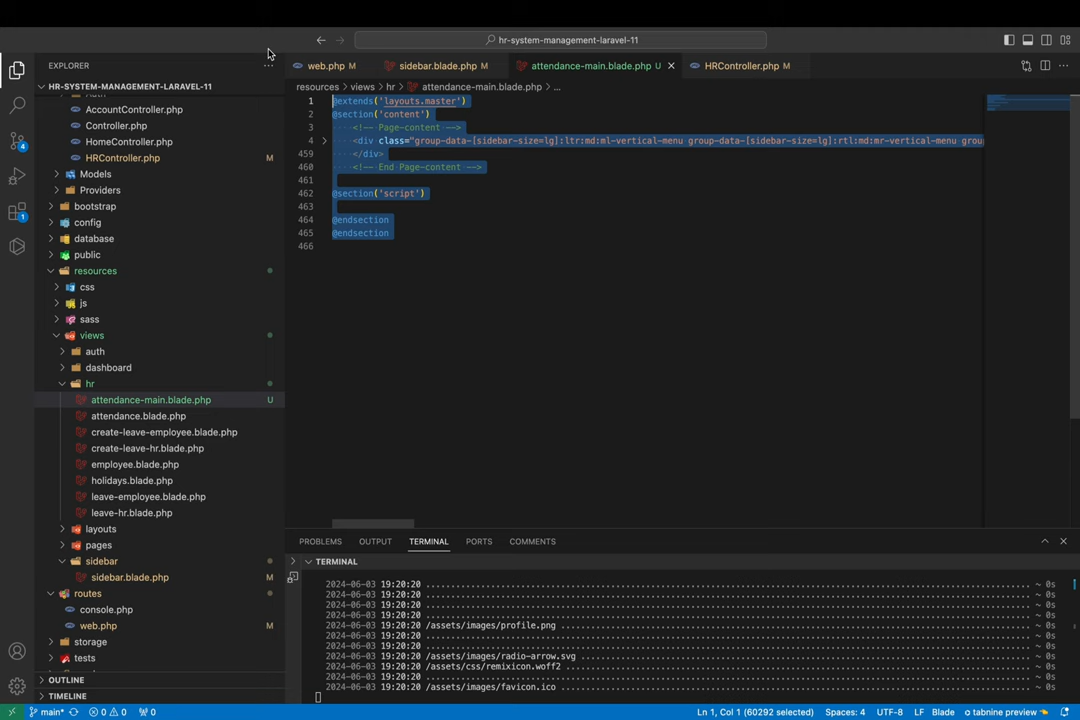 hr-system-management-laravel-11
EXPLORER
web.php M
sidebar.blade.php M
attendance-main.blade.php U
HRController.php M
HR-SYSTEM-MANAGEMENT-LARAVEL-11
resources > views > hr > attendance-main.blade.php > ...
AccountController.php
Controller.php
HomeController.php
HRController.php M
Models
Providers
bootstrap
config
database
public
resources
css
js
sass
views
auth
dashboard
hr
attendance-main.blade.php U
attendance.blade.php
create-leave-employee.blade.php
create-leave-hr.blade.php
employee.blade.php
holidays.blade.php
leave-employee.blade.php
leave-hr.blade.php
layouts
pages
sidebar
sidebar.blade.php M
routes
console.php
web.php M
storage
tests
OUTLINE
TIMELINE
4
1
1 @extends('layouts.master')
2 @section('content')
3 <!-- Page-content -->
4 <div class="group-data-[sidebar-size=lg]:ltr:md:ml-vertical-menu group-data-[sidebar-size=lg]:rtl:md:mr-vertical-menu grou
459 </div>
460 <!-- End Page-content -->
461
462 @section('script')
463
464 @endsection
465 @endsection
466
PROBLEMS OUTPUT TERMINAL PORTS COMMENTS
TERMINAL
2024-06-03 19:20:20 ~ 0s
2024-06-03 19:20:20 ~ 0s
2024-06-03 19:20:20 ~ 0s
2024-06-03 19:20:20 ~ 0s
2024-06-03 19:20:20 /assets/images/profile.png ~ 0s
2024-06-03 19:20:20 ~ 0s
2024-06-03 19:20:20 ~ 0s
2024-06-03 19:20:20 /assets/images/radio-arrow.svg ~ 0s
2024-06-03 19:20:20 /assets/css/remixicon.woff2 ~ 0s
2024-06-03 19:20:20 ~ 0s
2024-06-03 19:20:20 /assets/images/favicon.ico ~ 0s
main* 0 0 0 Ln 1, Col 1 (60292 selected) Spaces: 4 UTF-8 LF Blade tabnine preview